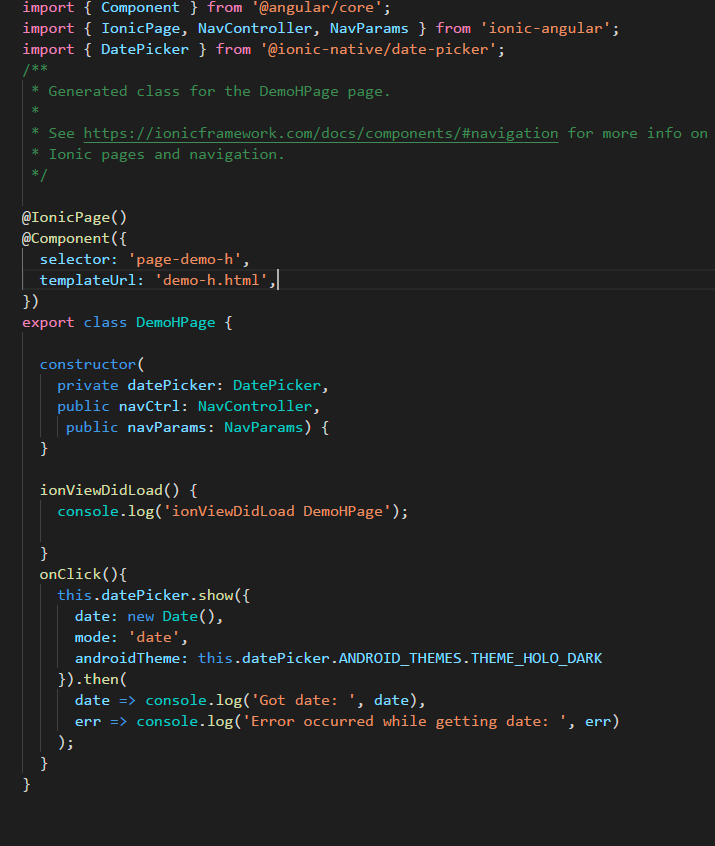 import { Component } from '@angular/core';
import { IonicPage, NavController, NavParams } from 'ionic-angular';
import { DatePicker } from '@ionic-native/date-picker';
/**
 * Generated class for the DemoHPage page.
 *
 * See https://ionicframework.com/docs/components/#navigation for more info on
 * Ionic pages and navigation.
 */

@IonicPage()
@Component({
  selector: 'page-demo-h',
  templateUrl: 'demo-h.html',
})
export class DemoHPage {

  constructor(
    private datePicker: DatePicker,
    public navCtrl: NavController,
     public navParams: NavParams) {
  }

  ionViewDidLoad() {
    console.log('ionViewDidLoad DemoHPage');

  }
  onClick(){
    this.datePicker.show({
      date: new Date(),
      mode: 'date',
      androidTheme: this.datePicker.ANDROID_THEMES.THEME_HOLO_DARK
    }).then(
      date => console.log('Got date: ', date),
      err => console.log('Error occurred while getting date: ', err)
    );
  }
}